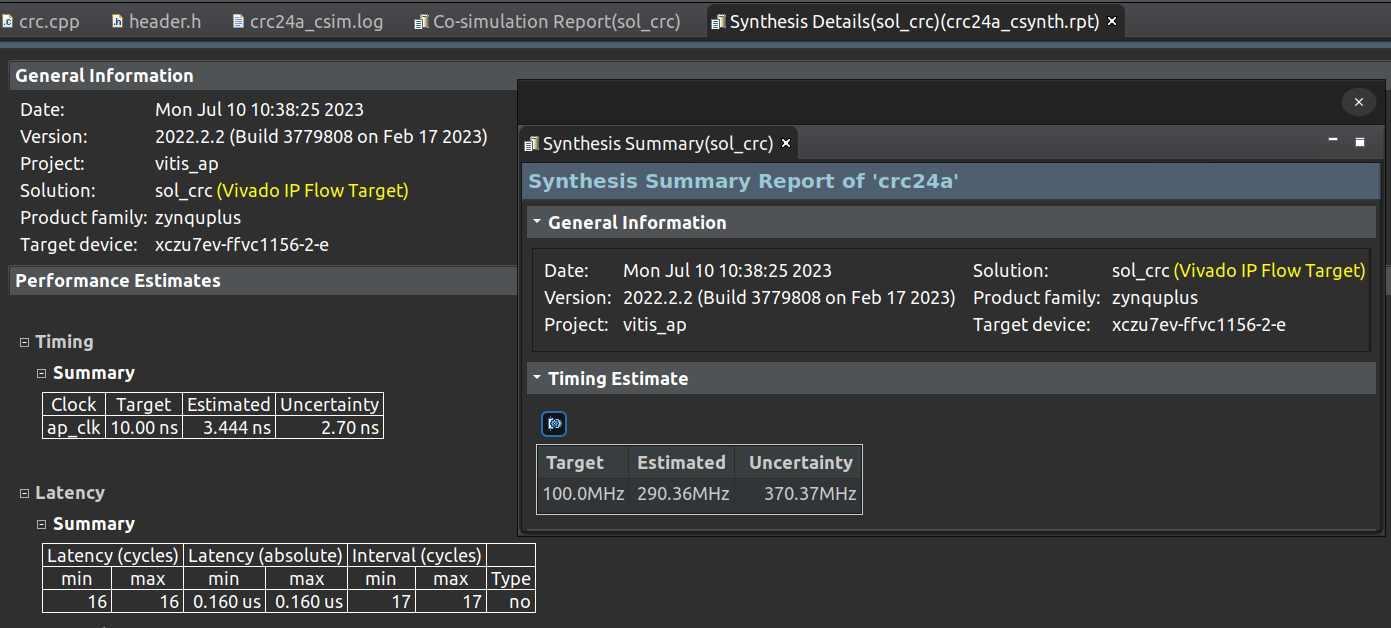 crc.cpp header.h crc24a_csim.log Co-simulation Report(sol_crc) Synthesis Details(sol_crc)(crc24a_csynth.rpt)
General Information
Date: Mon Jul 10 10:38:25 2023
Version: 2022.2.2 (Build 3779808 on Feb 17 2023)
Project: vitis_ap
Solution: sol_crc (Vivado IP Flow Target)
Product family: zynquplus
Target device: xczu7ev-ffvc1156-2-e
Performance Estimates
Timing
Summary
Clock Target Estimated Uncertainty
ap_clk 10.00 ns 3.444 ns 2.70 ns
Latency
Summary
Latency (cycles) Latency (absolute) Interval (cycles)
min max min max min max Type
16 16 0.160 us 0.160 us 17 17 no
Synthesis Summary(sol_crc)
Synthesis Summary Report of 'crc24a'
General Information
Date: Mon Jul 10 10:38:25 2023 Solution: sol_crc (Vivado IP Flow Target)
Version: 2022.2.2 (Build 3779808 on Feb 17 2023) Product family: zynquplus
Project: vitis_ap Target device: xczu7ev-ffvc1156-2-e
Timing Estimate
Target Estimated Uncertainty
100.0MHz 290.36MHz 370.37MHz